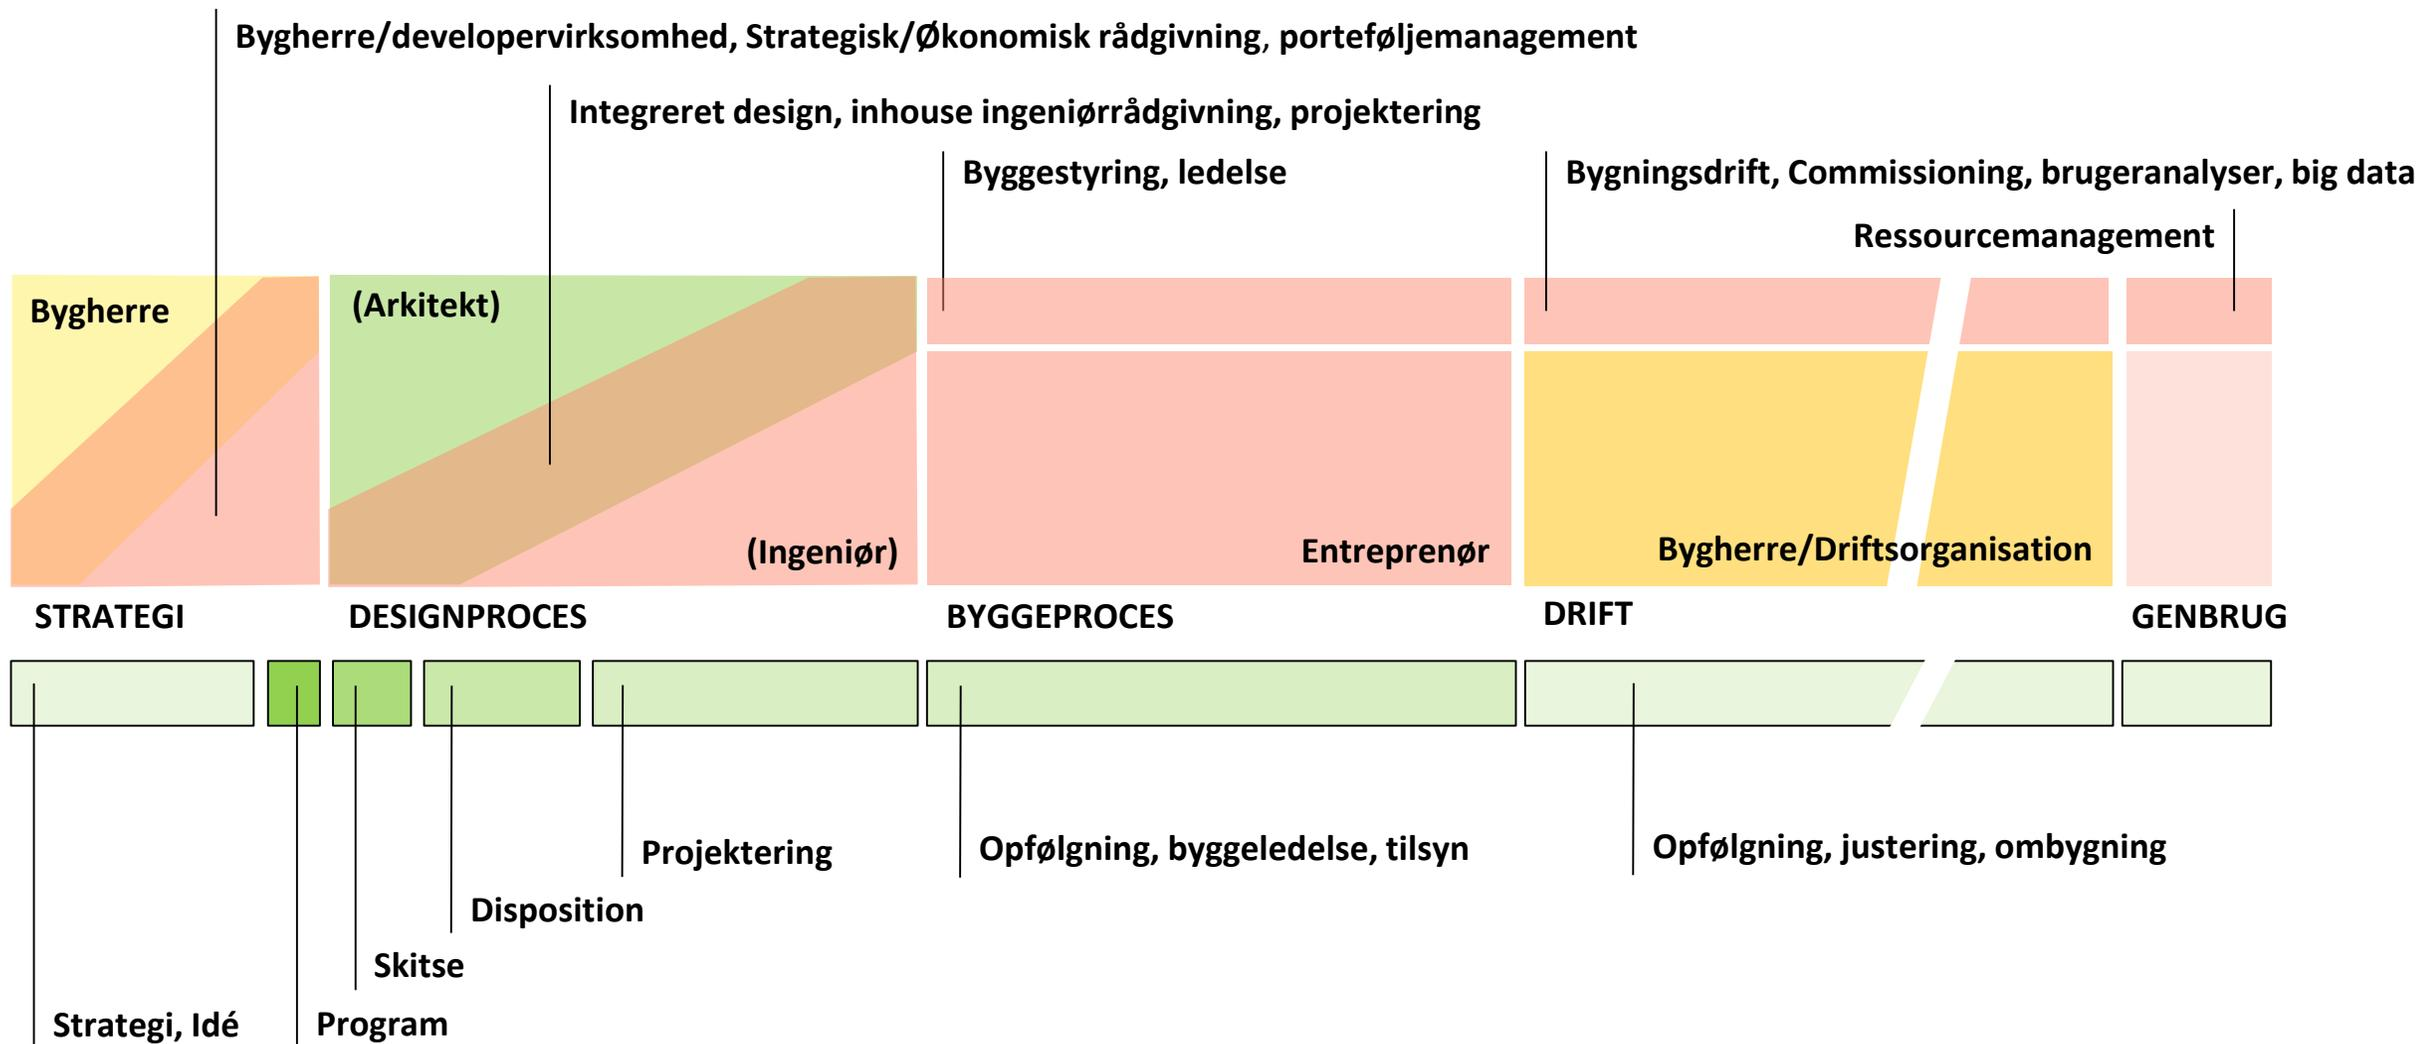 Bygherre/developervirksomhed, Strategisk/Økonomisk rådgivning, porteføljemanagement
Integreret design, inhouse ingeniørrådgivning, projektering
Byggestyring, ledelse
Bygningsdrift, Commissioning, brugeranalyser, big data
Ressourcemanagement
Bygherre
(Arkitekt)
(Ingeniør)
Entreprenør
Bygherre/Driftsorganisation
STRATEGI
DESIGNPROCES
BYGGEPROCES
DRIFT
GENBRUG
Projektering
Opfølgning, byggeledelse, tilsyn
Opfølgning, justering, ombygning
Disposition
Skitse
Strategi, Idé
Program